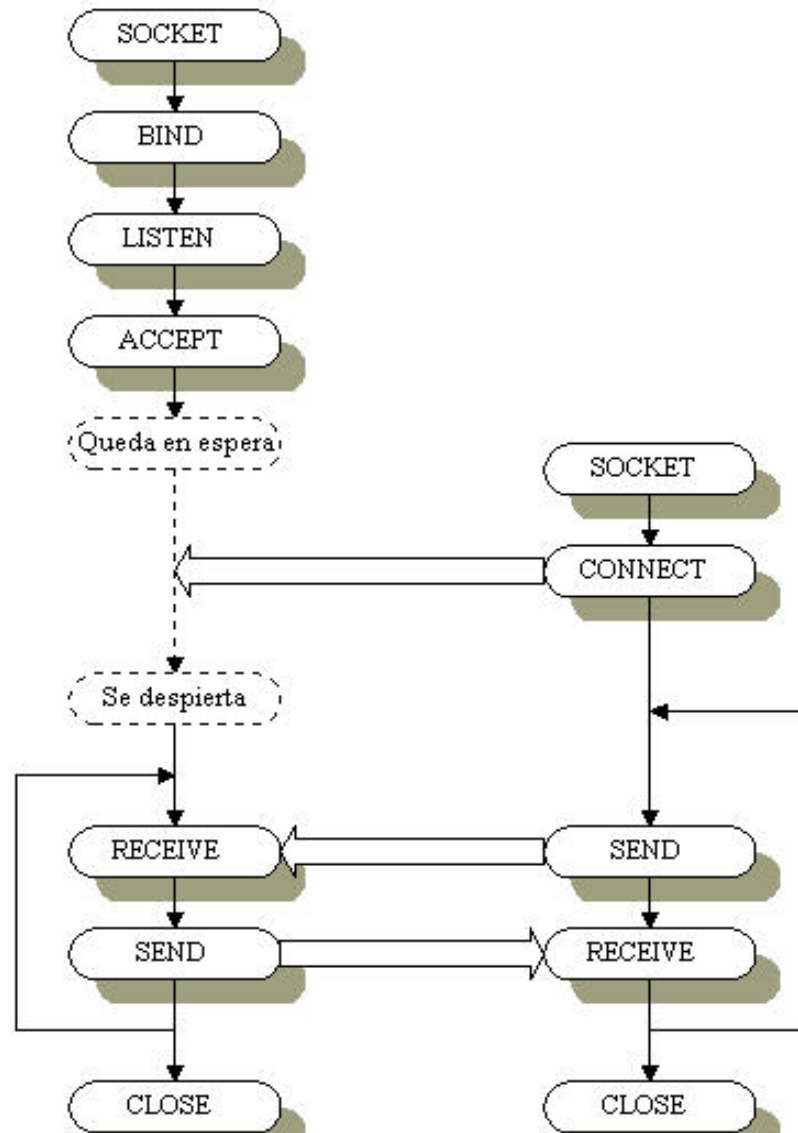 SOCKET
BIND
LISTEN
ACCEPT
Queda en espera
SOCKET
CONNECT
Se despierta
RECEIVE
SEND
SEND
RECEIVE
CLOSE
CLOSE